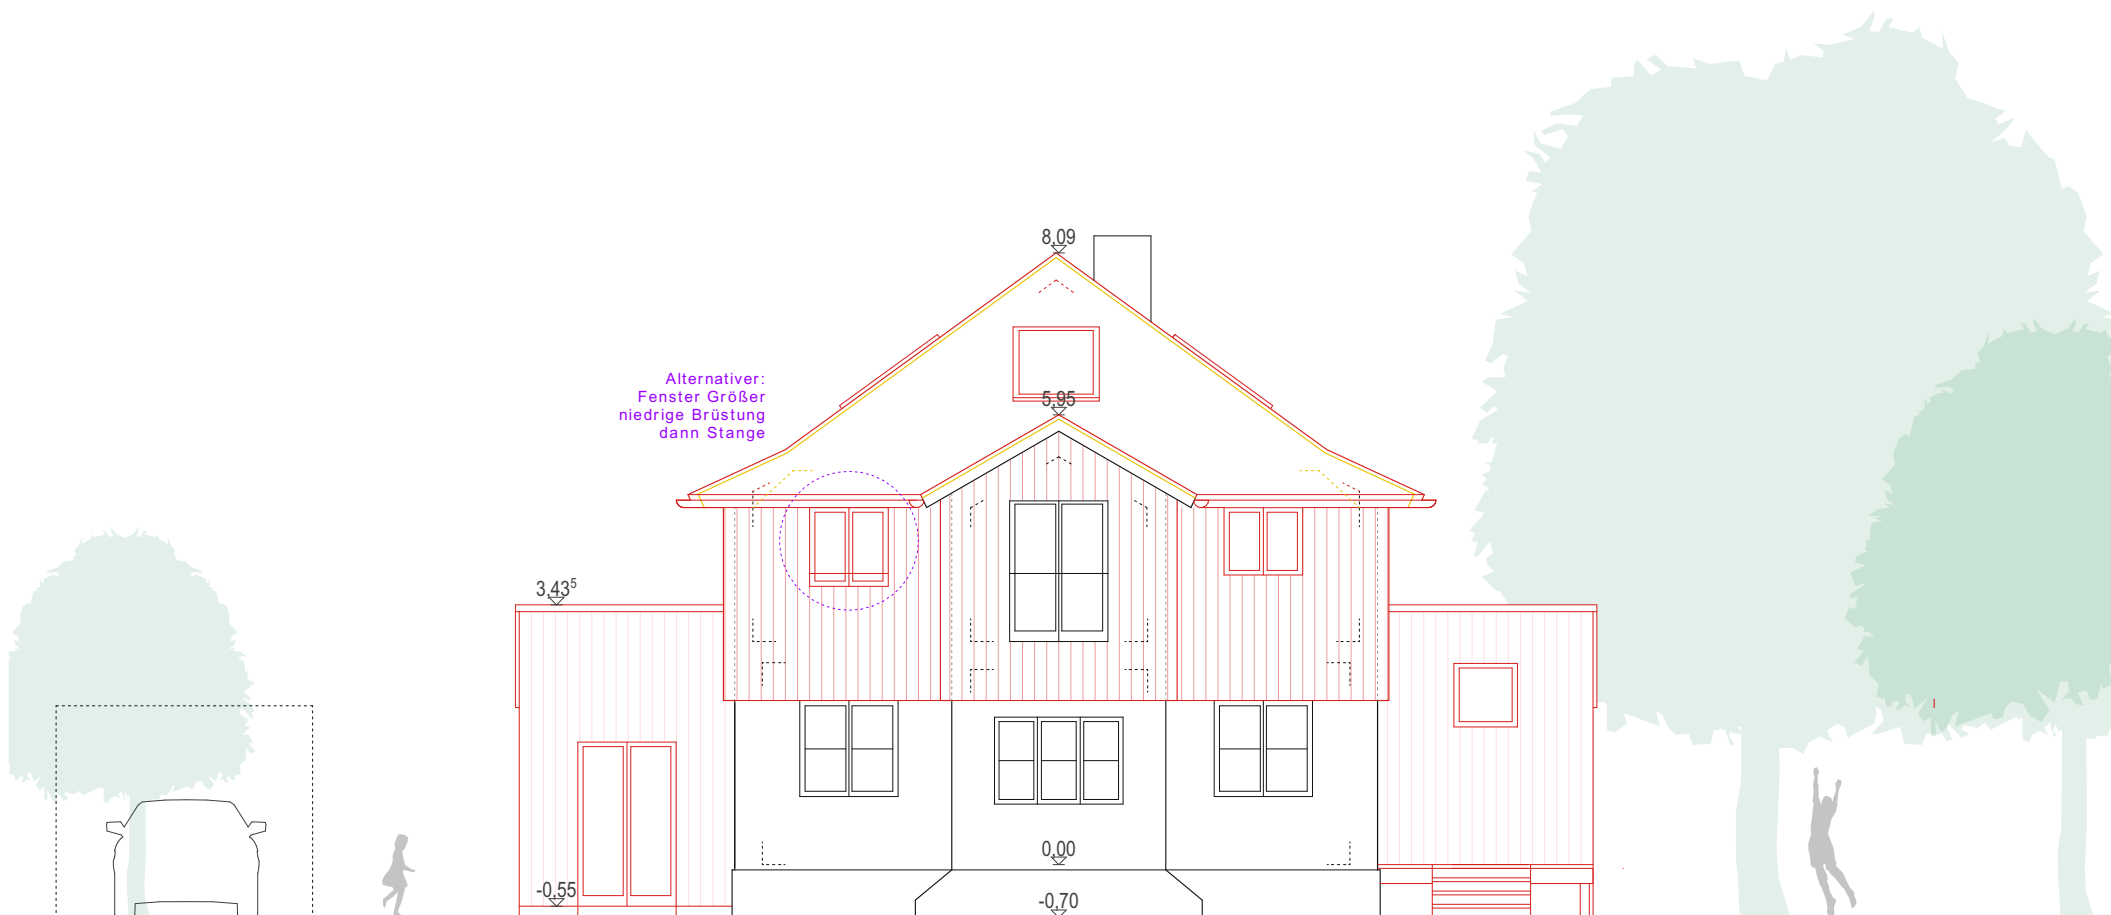 8,09
Alternativer:
Fenster Größer
niedrige Brüstung
dann Stange
5,95
3,43⁵
0,00
-0,55
-0,70